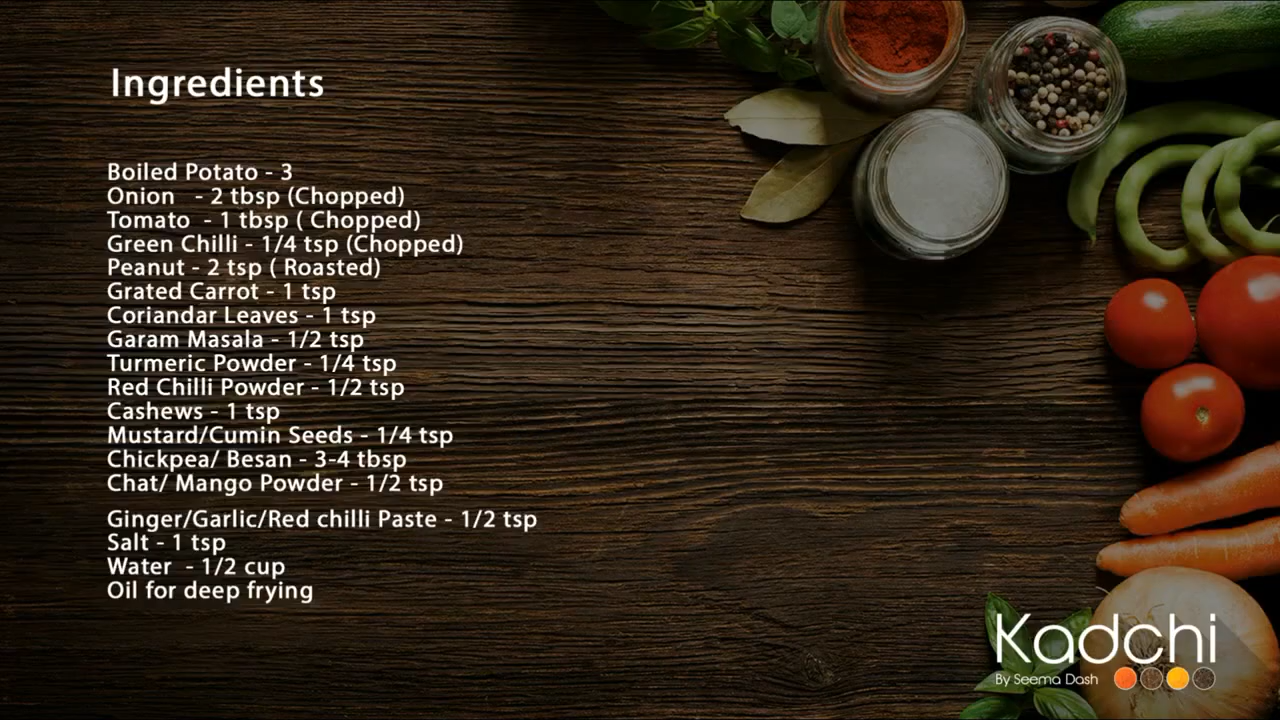 Ingredients
Boiled Potato - 3
Onion   - 2 tbsp (Chopped)
Tomato  - 1 tbsp ( Chopped)
Green Chilli - 1/4 tsp (Chopped)
Peanut - 2 tsp ( Roasted)
Grated Carrot - 1 tsp
Coriandar Leaves - 1 tsp
Garam Masala - 1/2 tsp
Turmeric Powder - 1/4 tsp
Red Chilli Powder - 1/2 tsp
Cashews - 1 tsp
Mustard/Cumin Seeds - 1/4 tsp
Chickpea/ Besan - 3-4 tbsp
Chat/ Mango Powder - 1/2 tsp
Ginger/Garlic/Red chilli Paste - 1/2 tsp
Salt - 1 tsp
Water  - 1/2 cup
Oil for deep frying
Kadchi
By Seema Dash